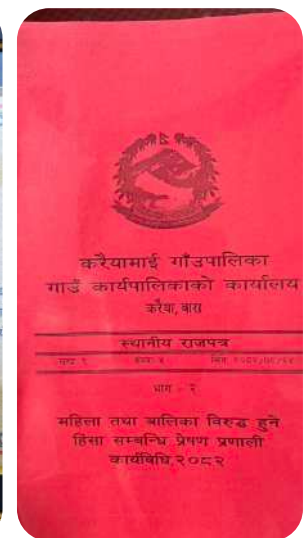 करैयामाई गाँउपालिका
गाउँ कार्यपालिकाको कार्यालय
करैया, बारा
स्थानीय राजपत्र
भाग - २
महिला तथा बालिका विरुद्ध हुने
हिंसा सम्बन्धि प्रेषण प्रणाली
कार्यविधि,२०८२